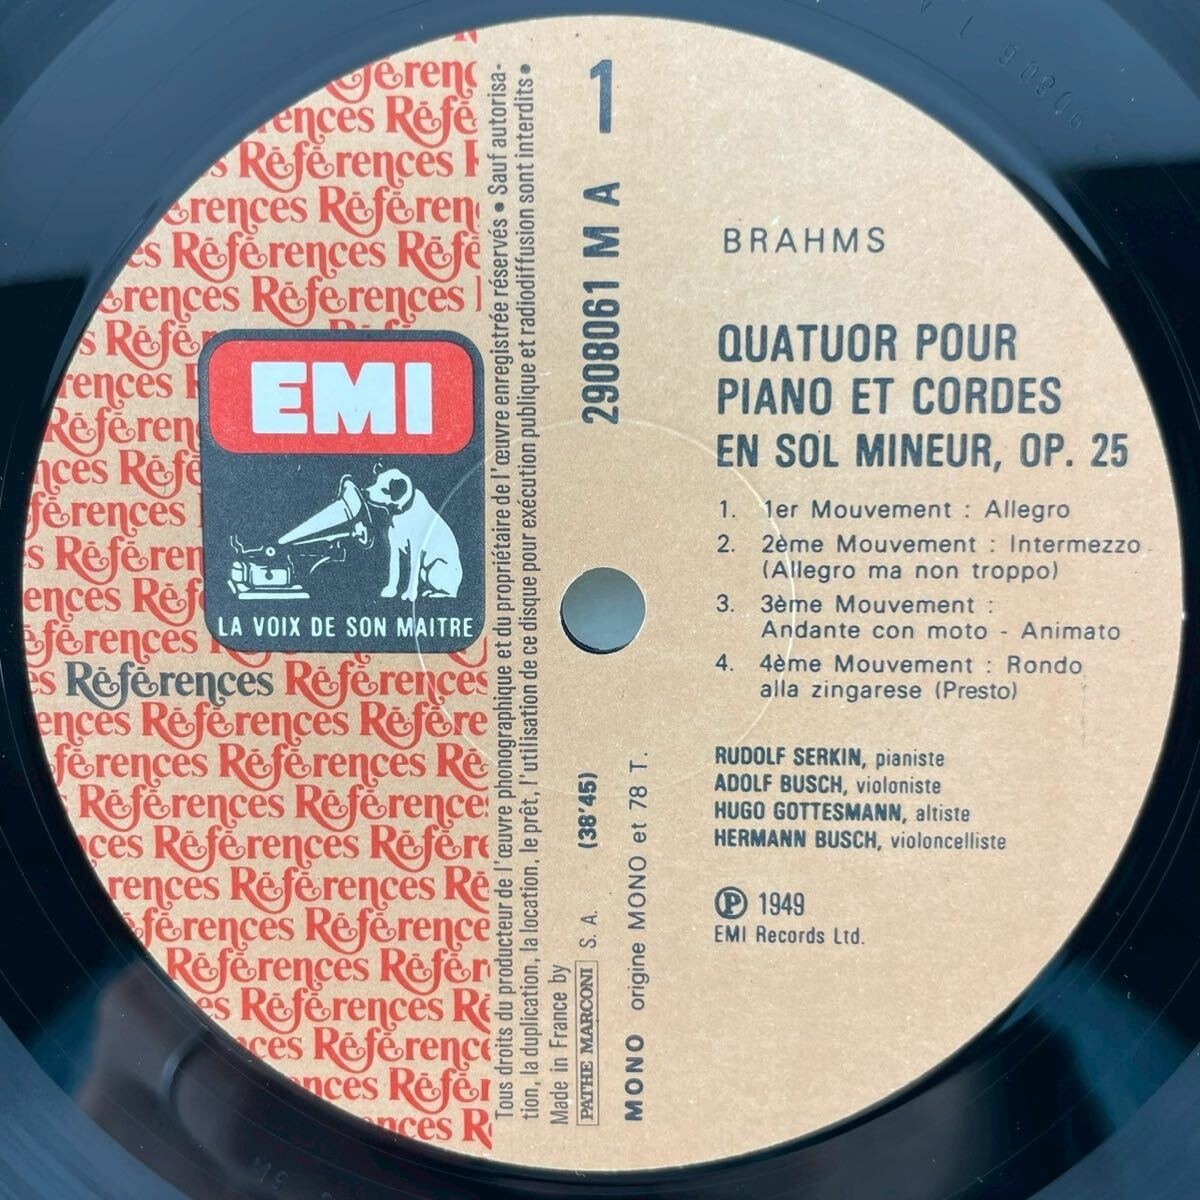 Références
EMI
LA VOIX DE SON MAITRE
Tous droits du producteur de l'œuvre phonographique et du propriétaire de l'œuvre enregistrée réservés • Sauf autorisa-
tion, la duplication, la location, le prêt, l'utilisation de ce disque pour exécution publique et radiodiffusion sont interdits •
Made in France by
PATHE MARCONI S. A.
(38'45)
2908061 M A
1
MONO origine MONO et 78 T.
BRAHMS
QUATUOR POUR
PIANO ET CORDES
EN SOL MINEUR, OP. 25
1. 1er Mouvement : Allegro
2. 2ème Mouvement : Intermezzo
(Allegro ma non troppo)
3. 3ème Mouvement :
Andante con moto - Animato
4. 4ème Mouvement : Rondo
alla zingarese (Presto)
RUDOLF SERKIN, pianiste
ADOLF BUSCH, violoniste
HUGO GOTTESMANN, altiste
HERMANN BUSCH, violoncelliste
Ⓟ 1949
EMI Records Ltd.